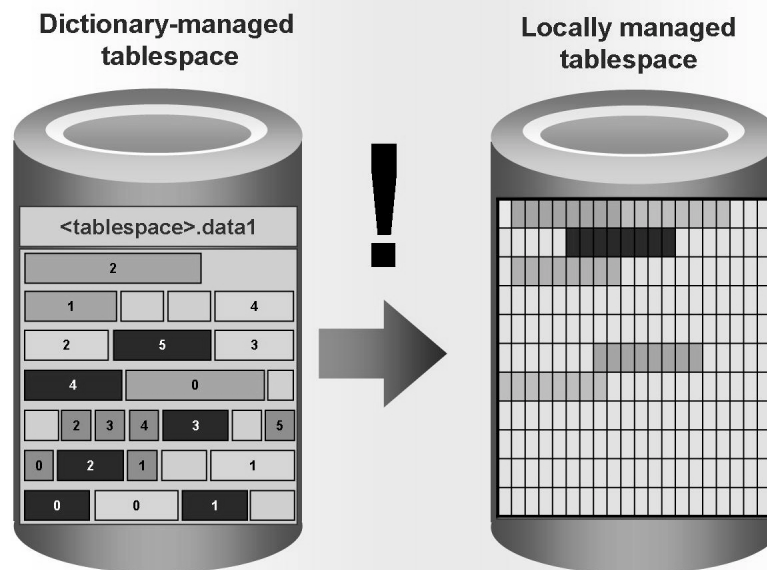 Dictionary-managed
tablespace
Locally managed
tablespace
!
<tablespace>.data1
2
1 4
2 5 3
4 0
2 3 4 3 5
0 2 1 1
0 0 1